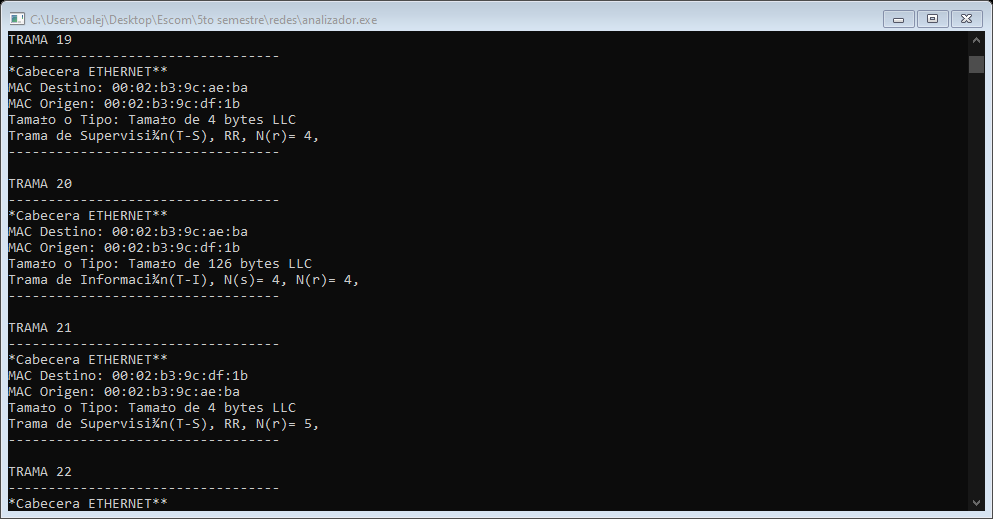 C:\Users\oalej\Desktop\Escom\5to semestre\redes\analizador.exe
TRAMA 19
----------------------------------
*Cabecera ETHERNET**
MAC Destino: 00:02:b3:9c:ae:ba
MAC Origen: 00:02:b3:9c:df:1b
Tama±o o Tipo: Tama±o de 4 bytes LLC
Trama de Supervisi¾n(T-S), RR, N(r)= 4,
----------------------------------
TRAMA 20
----------------------------------
*Cabecera ETHERNET**
MAC Destino: 00:02:b3:9c:ae:ba
MAC Origen: 00:02:b3:9c:df:1b
Tama±o o Tipo: Tama±o de 126 bytes LLC
Trama de Informaci¾n(T-I), N(s)= 4, N(r)= 4,
----------------------------------
TRAMA 21
----------------------------------
*Cabecera ETHERNET**
MAC Destino: 00:02:b3:9c:df:1b
MAC Origen: 00:02:b3:9c:ae:ba
Tama±o o Tipo: Tama±o de 4 bytes LLC
Trama de Supervisi¾n(T-S), RR, N(r)= 5,
----------------------------------
TRAMA 22
----------------------------------
*Cabecera ETHERNET**